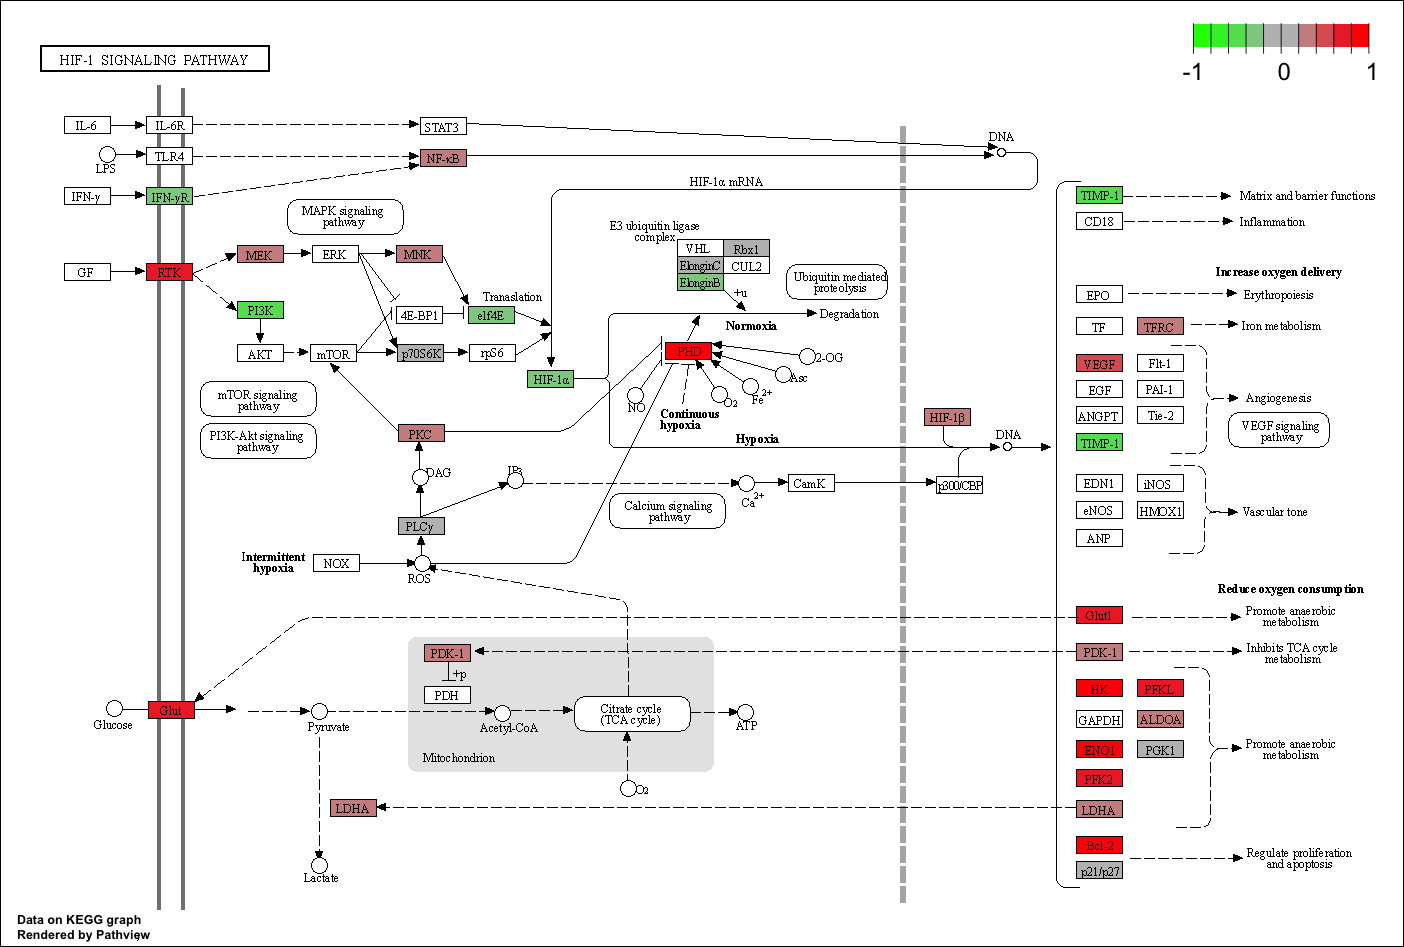 HIF-1 SIGNALING PATHWAY
-1 0 1
IL-6
IL-6R
STAT3
DNA
LPS
TLR4
NF-κB
IFN-γ
IFN-γR
HIF-1α mRNA
MAPK signaling
pathway
GF
RTK
MEK
ERK
MNK
PI3K
4E-BP1
Translation
eIf4E
AKT
mTOR
p70S6K
rpS6
HIF-1α
mTOR signaling
pathway
PI3K-Akt signaling
pathway
E3 ubiquitin ligase
complex
VHL
Rbx1
ElonginC
CUL2
ElonginB
+u
Ubiquitin mediated
proteolysis
Degradation
Normoxia
PHD
2-OG
Asc
Fe2+
O2
NO
Continuous
hypoxia
Hypoxia
PKC
DAG
IP3
PLCγ
Ca2+
CamK
Calcium signaling
pathway
HIF-1β
p300/CBP
DNA
Intermittent
hypoxia
NOX
ROS
PDK-1
+p
PDH
Citrate cycle
(TCA cycle)
Acetyl-CoA
ATP
Mitochondrion
O2
Glucose
Glut
Pyruvate
LDHA
Lactate
TIMP-1
Matrix and barrier functions
CD18
Inflammation
Increase oxygen delivery
EPO
Erythropoiesis
TF
TFRC
Iron metabolism
VEGF
Flt-1
EGF
PAI-1
Angiogenesis
ANGPT
Tie-2
VEGF signaling
pathway
TIMP-1
EDN1
iNOS
eNOS
HMOX1
Vascular tone
ANP
Reduce oxygen consumption
Glut1
Promote anaerobic
metabolism
PDK-1
Inhibits TCA cycle
metabolism
HK
PFKL
GAPDH
ALDOA
ENO1
PGK1
Promote anaerobic
metabolism
PFK2
LDHA
Bcl-2
Regulate proliferation
and apoptosis
p21/p27
Data on KEGG graph
Rendered by Pathview